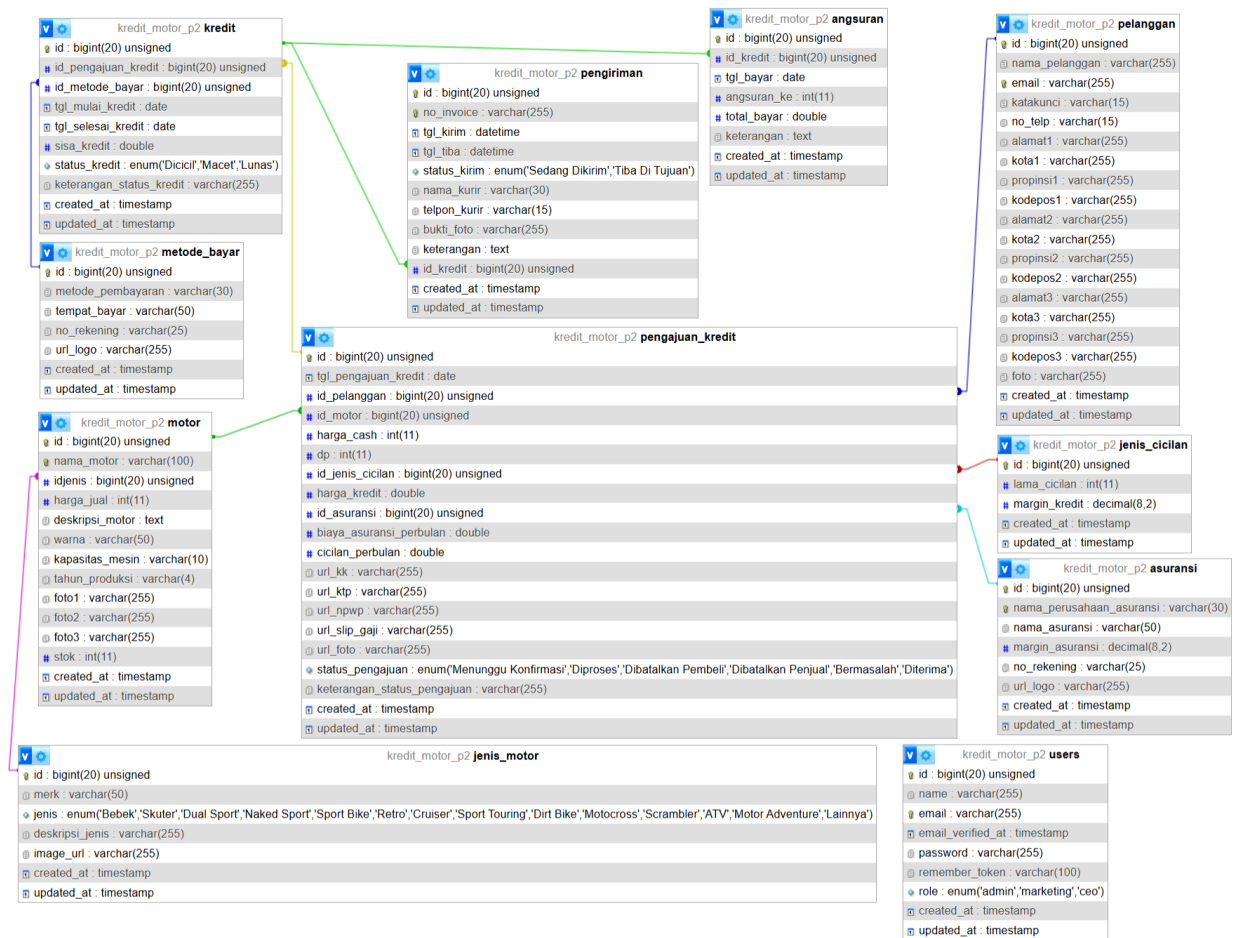 kredit_motor_p2 kredit
id : bigint(20) unsigned
id_pengajuan_kredit : bigint(20) unsigned
id_metode_bayar : bigint(20) unsigned
tgl_mulai_kredit : date
tgl_selesai_kredit : date
sisa_kredit : double
status_kredit : enum('Dicicil','Macet','Lunas')
keterangan_status_kredit : varchar(255)
created_at : timestamp
updated_at : timestamp
kredit_motor_p2 metode_bayar
id : bigint(20) unsigned
metode_pembayaran : varchar(30)
tempat_bayar : varchar(50)
no_rekening : varchar(25)
url_logo : varchar(255)
created_at : timestamp
updated_at : timestamp
kredit_motor_p2 pengiriman
id : bigint(20) unsigned
no_invoice : varchar(255)
tgl_kirim : datetime
tgl_tiba : datetime
status_kirim : enum('Sedang Dikirim','Tiba Di Tujuan')
nama_kurir : varchar(30)
telpon_kurir : varchar(15)
bukti_foto : varchar(255)
keterangan : text
id_kredit : bigint(20) unsigned
created_at : timestamp
updated_at : timestamp
kredit_motor_p2 angsuran
id : bigint(20) unsigned
id_kredit : bigint(20) unsigned
tgl_bayar : date
angsuran_ke : int(11)
total_bayar : double
keterangan : text
created_at : timestamp
updated_at : timestamp
kredit_motor_p2 pelanggan
id : bigint(20) unsigned
nama_pelanggan : varchar(255)
email : varchar(255)
katakunci : varchar(15)
no_telp : varchar(15)
alamat1 : varchar(255)
kota1 : varchar(255)
propinsi1 : varchar(255)
kodepos1 : varchar(255)
alamat2 : varchar(255)
kota2 : varchar(255)
propinsi2 : varchar(255)
kodepos2 : varchar(255)
alamat3 : varchar(255)
kota3 : varchar(255)
propinsi3 : varchar(255)
kodepos3 : varchar(255)
foto : varchar(255)
created_at : timestamp
updated_at : timestamp
kredit_motor_p2 motor
id : bigint(20) unsigned
nama_motor : varchar(100)
idjenis : bigint(20) unsigned
harga_jual : int(11)
deskripsi_motor : text
warna : varchar(50)
kapasitas_mesin : varchar(10)
tahun_produksi : varchar(4)
foto1 : varchar(255)
foto2 : varchar(255)
foto3 : varchar(255)
stok : int(11)
created_at : timestamp
updated_at : timestamp
kredit_motor_p2 pengajuan_kredit
id : bigint(20) unsigned
tgl_pengajuan_kredit : date
id_pelanggan : bigint(20) unsigned
id_motor : bigint(20) unsigned
harga_cash : int(11)
dp : int(11)
id_jenis_cicilan : bigint(20) unsigned
harga_kredit : double
id_asuransi : bigint(20) unsigned
biaya_asuransi_perbulan : double
cicilan_perbulan : double
url_kk : varchar(255)
url_ktp : varchar(255)
url_npwp : varchar(255)
url_slip_gaji : varchar(255)
url_foto : varchar(255)
status_pengajuan : enum('Menunggu Konfirmasi','Diproses','Dibatalkan Pembeli','Dibatalkan Penjual','Bermasalah','Diterima')
keterangan_status_pengajuan : varchar(255)
created_at : timestamp
updated_at : timestamp
kredit_motor_p2 jenis_cicilan
id : bigint(20) unsigned
lama_cicilan : int(11)
margin_kredit : decimal(8,2)
created_at : timestamp
updated_at : timestamp
kredit_motor_p2 asuransi
id : bigint(20) unsigned
nama_perusahaan_asuransi : varchar(30)
nama_asuransi : varchar(50)
margin_asuransi : decimal(8,2)
no_rekening : varchar(25)
url_logo : varchar(255)
created_at : timestamp
updated_at : timestamp
kredit_motor_p2 jenis_motor
id : bigint(20) unsigned
merk : varchar(50)
jenis : enum('Bebek','Skuter','Dual Sport','Naked Sport','Sport Bike','Retro','Cruiser','Sport Touring','Dirt Bike','Motocross','Scrambler','ATV','Motor Adventure','Lainnya')
deskripsi_jenis : varchar(255)
image_url : varchar(255)
created_at : timestamp
updated_at : timestamp
kredit_motor_p2 users
id : bigint(20) unsigned
name : varchar(255)
email : varchar(255)
email_verified_at : timestamp
password : varchar(255)
remember_token : varchar(100)
role : enum('admin','marketing','ceo')
created_at : timestamp
updated_at : timestamp